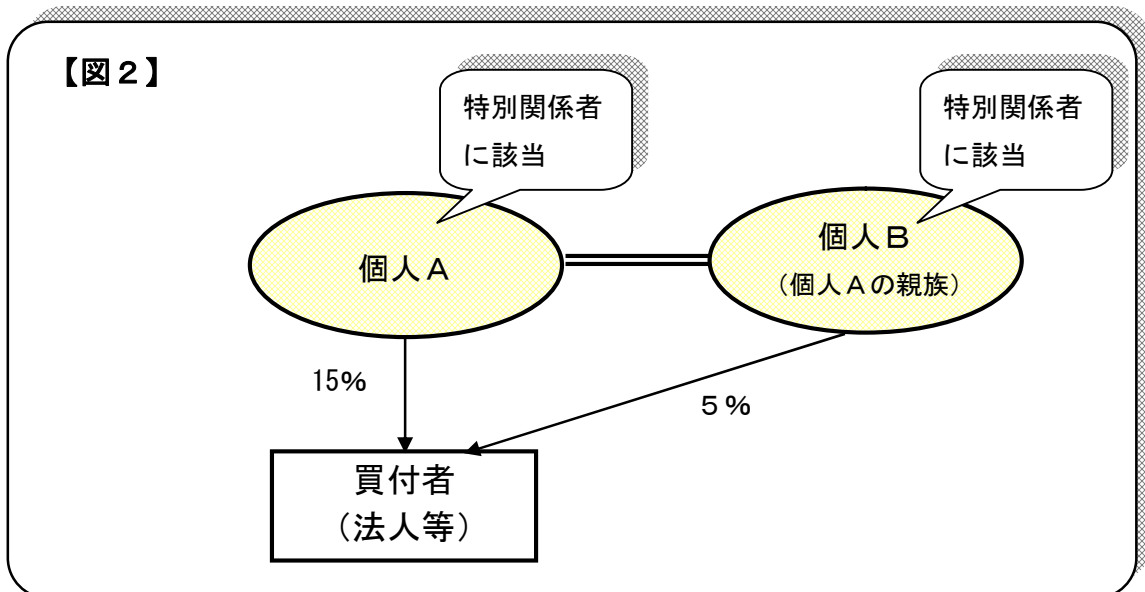 【図２】
特別関係者
に該当
特別関係者
に該当
個人Ａ
個人Ｂ
（個人Ａの親族）
15%
５％
買付者
（法人等）